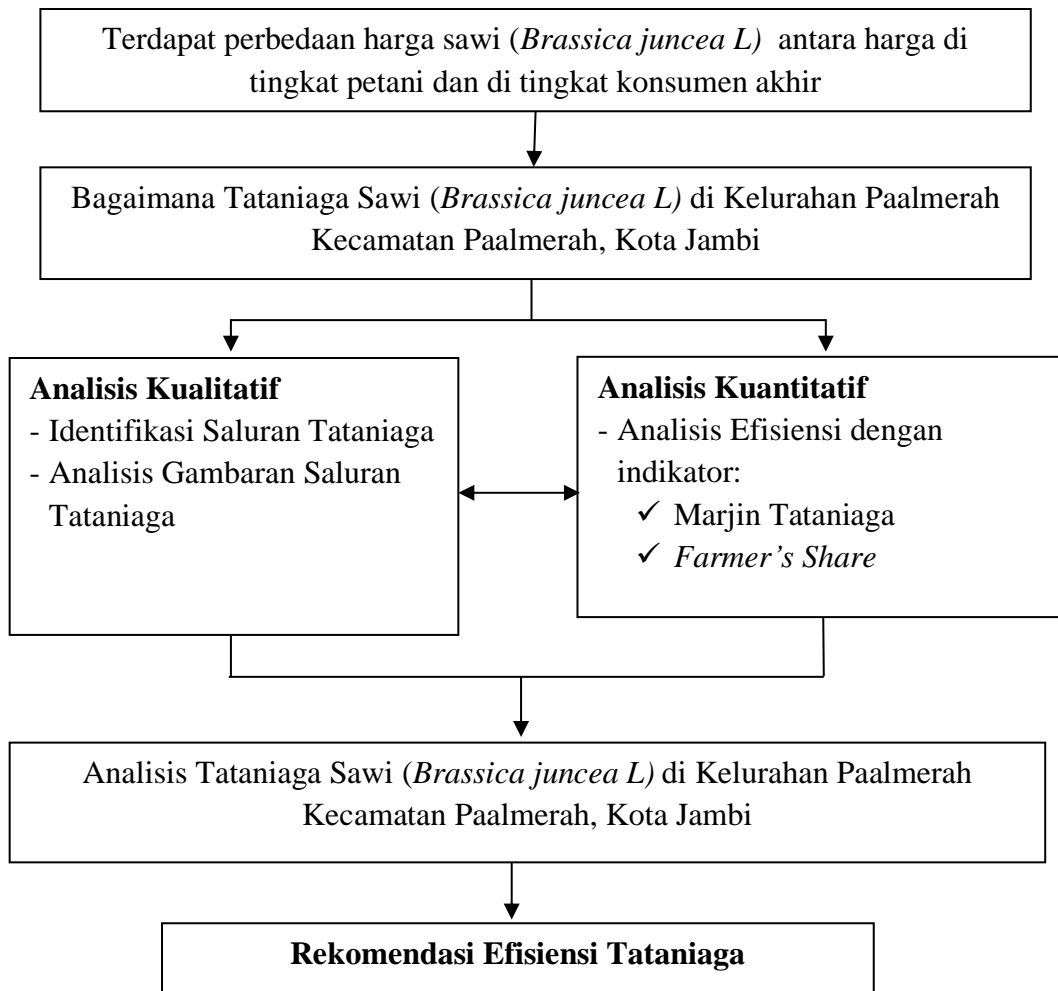 Terdapat perbedaan harga sawi (Brassica juncea L) antara harga di
tingkat petani dan di tingkat konsumen akhir
Bagaimana Tataniaga Sawi (Brassica juncea L) di Kelurahan Paalmerah
Kecamatan Paalmerah, Kota Jambi
Analisis Kualitatif
- Identifikasi Saluran Tataniaga
- Analisis Gambaran Saluran
Tataniaga
Analisis Kuantitatif
- Analisis Efisiensi dengan
indikator:
✓ Marjin Tataniaga
✓ Farmer’s Share
Analisis Tataniaga Sawi (Brassica juncea L) di Kelurahan Paalmerah
Kecamatan Paalmerah, Kota Jambi
Rekomendasi Efisiensi Tataniaga